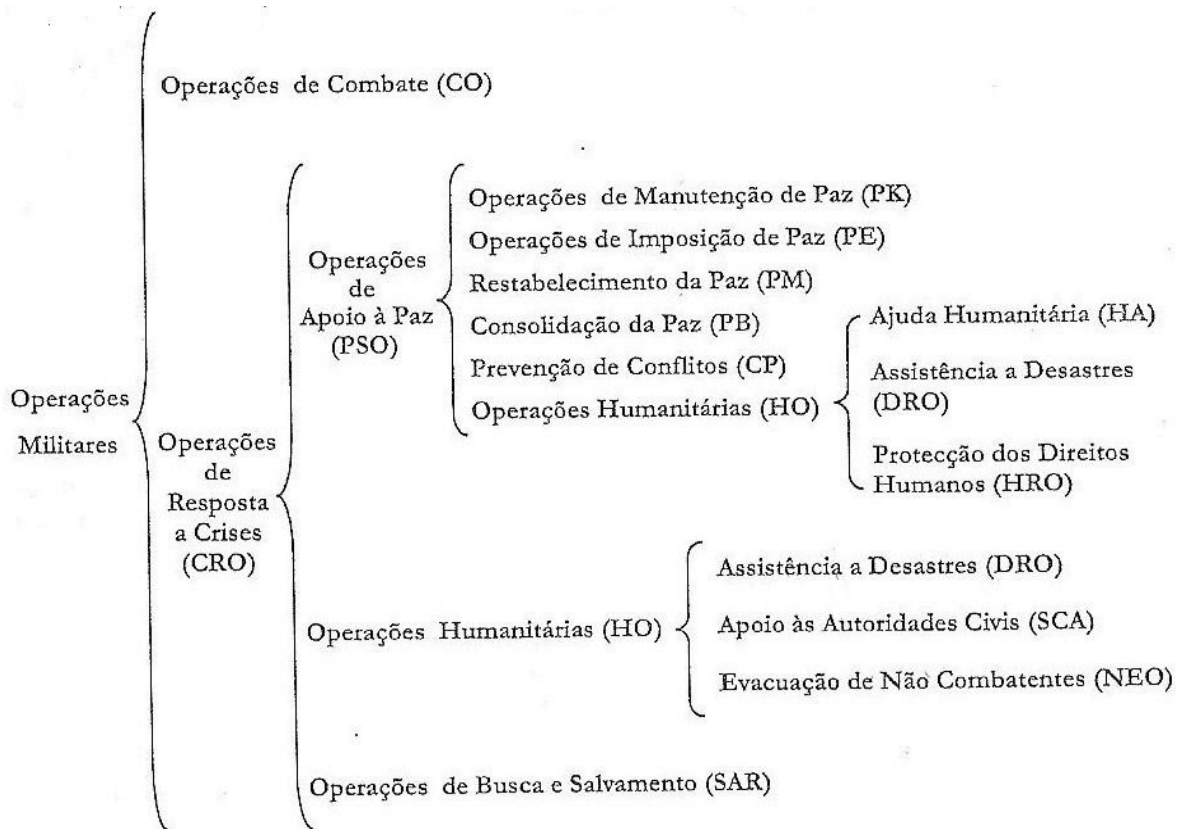 Operações de Combate (CO)
Operações
Militares
Operações
de
Resposta
a Crises
(CRO)
Operações
de
Apoio à Paz
(PSO)
Operações de Manutenção de Paz (PK)
Operações de Imposição de Paz (PE)
Restabelecimento da Paz (PM)
Consolidação da Paz (PB)
Prevenção de Conflitos (CP)
Operações Humanitárias (HO)
Ajuda Humanitária (HA)
Assistência a Desastres
(DRO)
Protecção dos Direitos
Humanos (HRO)
Operações Humanitárias (HO)
Assistência a Desastres (DRO)
Apoio às Autoridades Civis (SCA)
Evacuação de Não Combatentes (NEO)
Operações de Busca e Salvamento (SAR)